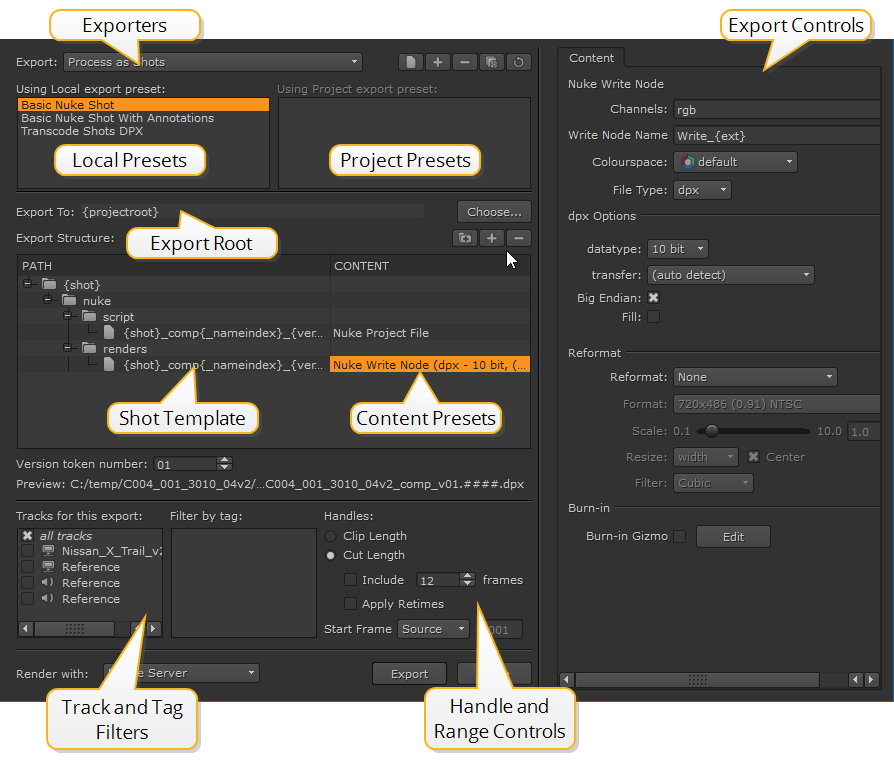 Exporters
Export Controls
Export: Process as Shots
Using Local export preset:
Using Project export preset:
Basic Nuke Shot
Basic Nuke Shot With Annotations
Transcode Shots DPX
Local Presets
Project Presets
Export To: {projectroot}
Choose...
Export Root
Export Structure:
PATH CONTENT
{shot}
nuke
script
{shot}_comp{_nameindex}_{ver... Nuke Project File
renders
{shot}_comp{_nameindex}_{ver... Nuke Write Node (dpx - 10 bit, (...
Shot Template
Content Presets
Version token number: 01
Preview: C:/temp/C004_001_3010_04v2/...C004_001_3010_04v2_comp_v01.####.dpx
Tracks for this export:
all tracks
Nissan_X_Trail_v2
Reference
Reference
Reference
Filter by tag:
Handles:
Clip Length
Cut Length
Include 12 frames
Apply Retimes
Start Frame Source 001
Render with: Server
Export
Track and Tag
Filters
Handle and
Range Controls
Content
Nuke Write Node
Channels: rgb
Write Node Name Write_{ext}
Colourspace: default
File Type: dpx
dpx Options
datatype: 10 bit
transfer: (auto detect)
Big Endian:
Fill:
Reformat
Reformat: None
Format: 720x486 (0.91) NTSC
Scale: 0.1 10.0 1.0
Resize: width Center
Filter: Cubic
Burn-in
Burn-in Gizmo Edit